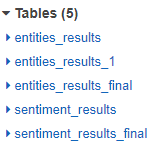 Tables (5)
entities_results
entities_results_1
entities_results_final
sentiment_results
sentiment_results_final